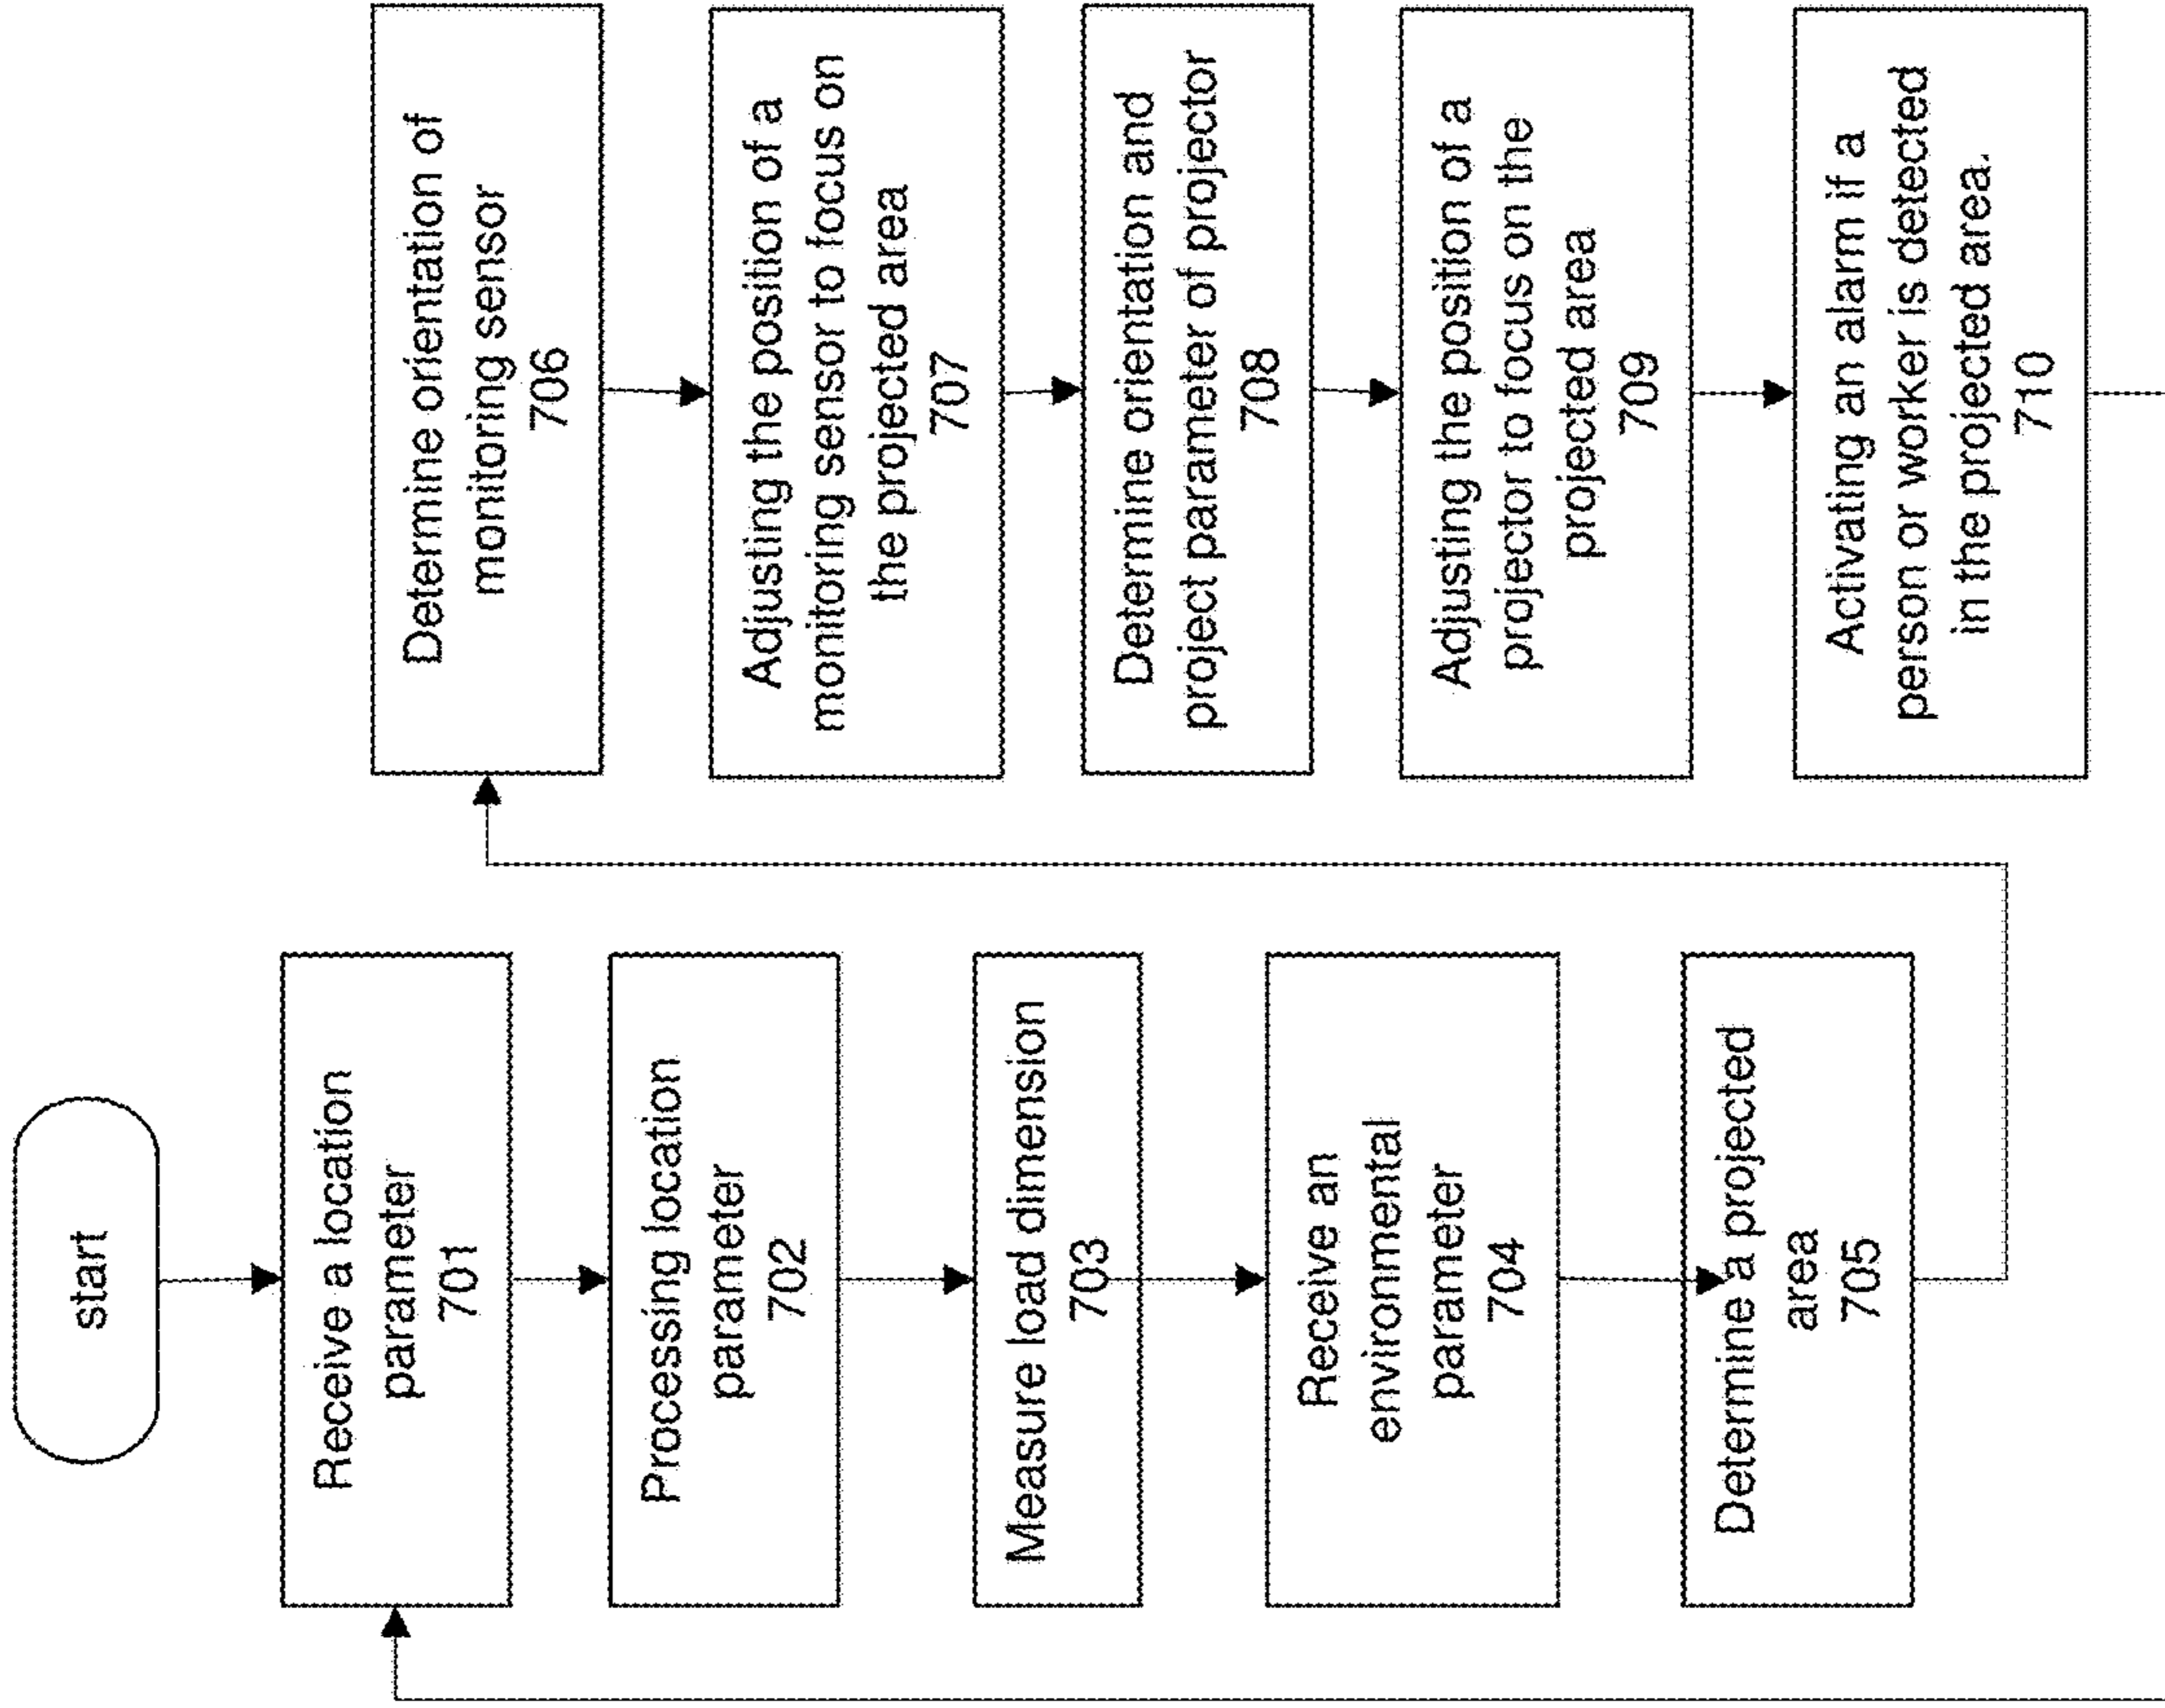 start
Receive a location
parameter
701
Processing location
parameter
702
Measure load dimension
703
Receive an
environmental
parameter
704
Determine a projected
area
705
Determine orientation of
monitoring sensor
706
Adjusting the position of a
monitoring sensor to focus on
the projected area
707
Determine orientation and
project parameter of projector
708
Adjusting the position of a
projector to focus on the
projected area
709
Activating an alarm if a
person or worker is detected
in the projected area.
710